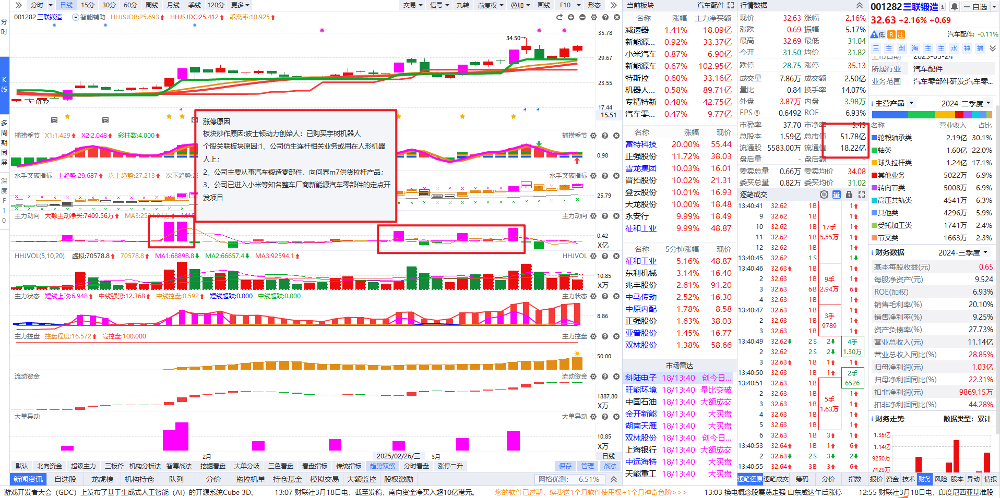 分时 日线 15分 30分 60分 周线 月线 季线 120分 更多 交易 信号 九转 前复权 叠加 画线 F10 形态
001282 三联锻造 智能辅助 HHJSJDB:25.693 HHJSJDC:25.412 乖离率:10.925
分时
K线
多周期同屏
深度F10
35.78
34.50
29.67
23.55
18.72
17.44
15.51
涨停原因
板块炒作原因:波士顿动力创始人：已购买宇树机器人
个股关联板块原因:1、公司仿生连杆相关业务或用在人形机器
人上；
2、公司主要从事汽车锻造零部件，向问界m7供货拉杆产品；
3、公司已进入小米等知名整车厂商新能源汽车零部件的定点开
发项目
捕捞季节 X1:1.429 X2:2.048 彩柱数:4.000 捕捞季节
0.98
水手突破指标 上趋势:29.687 次上趋势:27.213 水手突破指标
25.79
主力动向 大额主动净买:7409.56万 主力动向
0.42
X亿
HHJVOL(5,10,20) 虚拟:70578.8 70578.8 MA1:68898.8 MA2:66657.4 MA3:92594.1 HHJVOL
10.85
X万
主力状态 短线上攻:6.948 中线强势:12.368 中线控盘:0.592 短线超跌:0.000 中线超跌:0.000 主力状态
8.86
主力控盘 控盘程度:16.572 高控盘:100.000 主力控盘
50.00
流动资金 流动资金
1887.80
X万
大单异动 大单异动
10.85
X万
2月 2025/02/26/三 3月 日线
默认 北向资金 超级主力 三板斧 机构分析法 智尊战法 挖掘看盘 大单分歧 三色看盘 看盘指标 传统指标 趋势双紫 分时看盘 涨停二升 保存 管理 战法
新闻资讯 自选股 龙虎榜 机构持仓 队列 分价 拖拉机单 持仓基金 模拟交易 大额监控 股权激励 网格优测: -6.51%
当前板块 汽车配件
名称 涨幅 主力净买额
减速器 1.41% 18.09亿
新能源... 0.92% 33.37亿
小米汽车 0.87% 6.90亿
新能源车 0.67% 102.95亿
特斯拉 0.60% 33.16亿
机器人... 0.58% 89.71亿
专精特新 0.48% 42.75亿
汽车零... 0.47% 9.77亿
名称 涨幅 现价
富特科技 20.00% 55.44
正强股份 11.72% 38.03
雪龙集团 10.03% 16.01
晋拓股份 10.02% 21.31
登云股份 10.01% 16.93
天龙股份 10.00% 18.48
永安行 9.99% 18.49
征和工业 9.99% 48.87
名称 5分钟涨幅 现价
征和工业 5.16% 48.87
东利机械 3.14% 16.40
兆丰股份 2.61% 91.20
中马传动 2.52% 16.30
中原内配 1.78% 8.58
正强股份 1.63% 38.03
亚普股份 1.45% 16.77
双林股份 1.38% 58.66
市场雷达
科陆电子 18/13:40 创今日...
旺能环境 18/13:40 量比突破
中国石油 18/13:40 大额成交
金开新能 18/13:40 大买盘
湖南天雁 18/13:40 大买盘
双林股份 18/13:40 创今日...
上海银行 18/13:40 大额成交
中远海特 18/13:40 大买盘
天能重工 18/13:40 大买盘
行情数据
现价 32.63 涨幅 2.16%
涨跌 0.69 振幅 5.17%
最高 32.69 最低 31.04
今开 31.50 均价 31.82
跌停 28.75 涨停 35.13
成交量 7.86万 成交额 2.50亿
量比 0.84 换手率 14.07%
外盘 3.87万 内盘 3.98万
EPS③ 0.6492 ROE 6.93%
市盈率 37.70 市净率 3.43
总股本 1.59亿 总市值 51.78亿
流通股 5583.00万 流通值 18.22亿
盘后量 - 盘后额 -
委卖总量 0.66万 委卖均价 34.08
委买总量 0.82万 委买均价 31.02
逐笔成交 量
13:40:41 32.62 1B 1
9 32.62 1B 1
10 32.62 1B 17手 1
11 32.62 1B 5.55万 1
12 32.62 1B 1
13:40:45 32.62 1S 1
13:40:46 32.63 1B 1
2 32.63 1B 9手 1
3 32.63 6B 2.94万 6
4 32.63 1B 1
13:40:47 32.63 1B 3手 1
2 32.63 1B 9789 1
3 32.63 1B 1
13:40:49 32.62 2S 2 4手
2 32.62 2S 2 1.30万
3 32.63 1B 1 1
13:40:50 32.63 1B 1 2手
13:40:51 32.63 1B 6526
2 32.63 1B 1
3 32.63 1B 5手 1
4 32.63 1B 1.63万 1
5 32.63 1B 1
6 32.63 1B 3 1
13:40:53 32.64 1B 1 6
2 32.63 2S 3 2
13:40:55 32.64 3B 3 6
逐笔还原 逐笔成交 筹码 分价 指数
001282 三联锻造 自选
32.63 +2.16% +0.69
低 R 注 汽车配件: -0.11%
三 主 创 海 主 主 水 神 捕
上市日期 2023-05-24
所属行业 汽车配件
业务范围 汽车零部件研发;汽车零...
主营产品 2024-二季度
名称 营业收入 占比
轮毂轴承类 2.19亿 30.1%
轴类 1.60亿 22.0%
球头拉杆类 1.24亿 17.1%
其他业务 5022万 6.9%
转向节类 5008万 6.9%
高压共轨类 4541万 6.3%
其他类 4296万 5.9%
受托加工类 1741万 2.4%
节叉类 1663万 2.3%
财务数据 2024-三季度
基本每股收益(元) 0.65
每股净资产(元) 9.524
ROE(加权) 6.93%
销售毛利率(%) 20.10%
销售净利率(%) 9.25%
资产负债率(%) 27.73%
营业总收入(元) 11.14亿
营业总收入同比(%) 28.85%
归母净利润(元) 1.03亿
归母净利润同比(%) 22.31%
扣非净利润(元) 9869.15万
扣非净利润同比(%) 44.28%
财务走势 数据类型：累计
1.35亿
1.14亿
9250万
7129万
报价 资金 技术 财务 风险 股本 异动 情报
游戏开发者大会（GDC）上发布了基于生成式人工智能（AI）的开源系统Cube 3D。 13:07 财联社3月18日电，截至发稿，南向资金净买入超10亿港元。 您的软件已过期，续费送1个月软件使用权+1个月神奇色阶>>> 13:03 换电概念股震荡走强 山东威达午后涨停 12:55 财联社3月18日电，印度尼西亚基准股